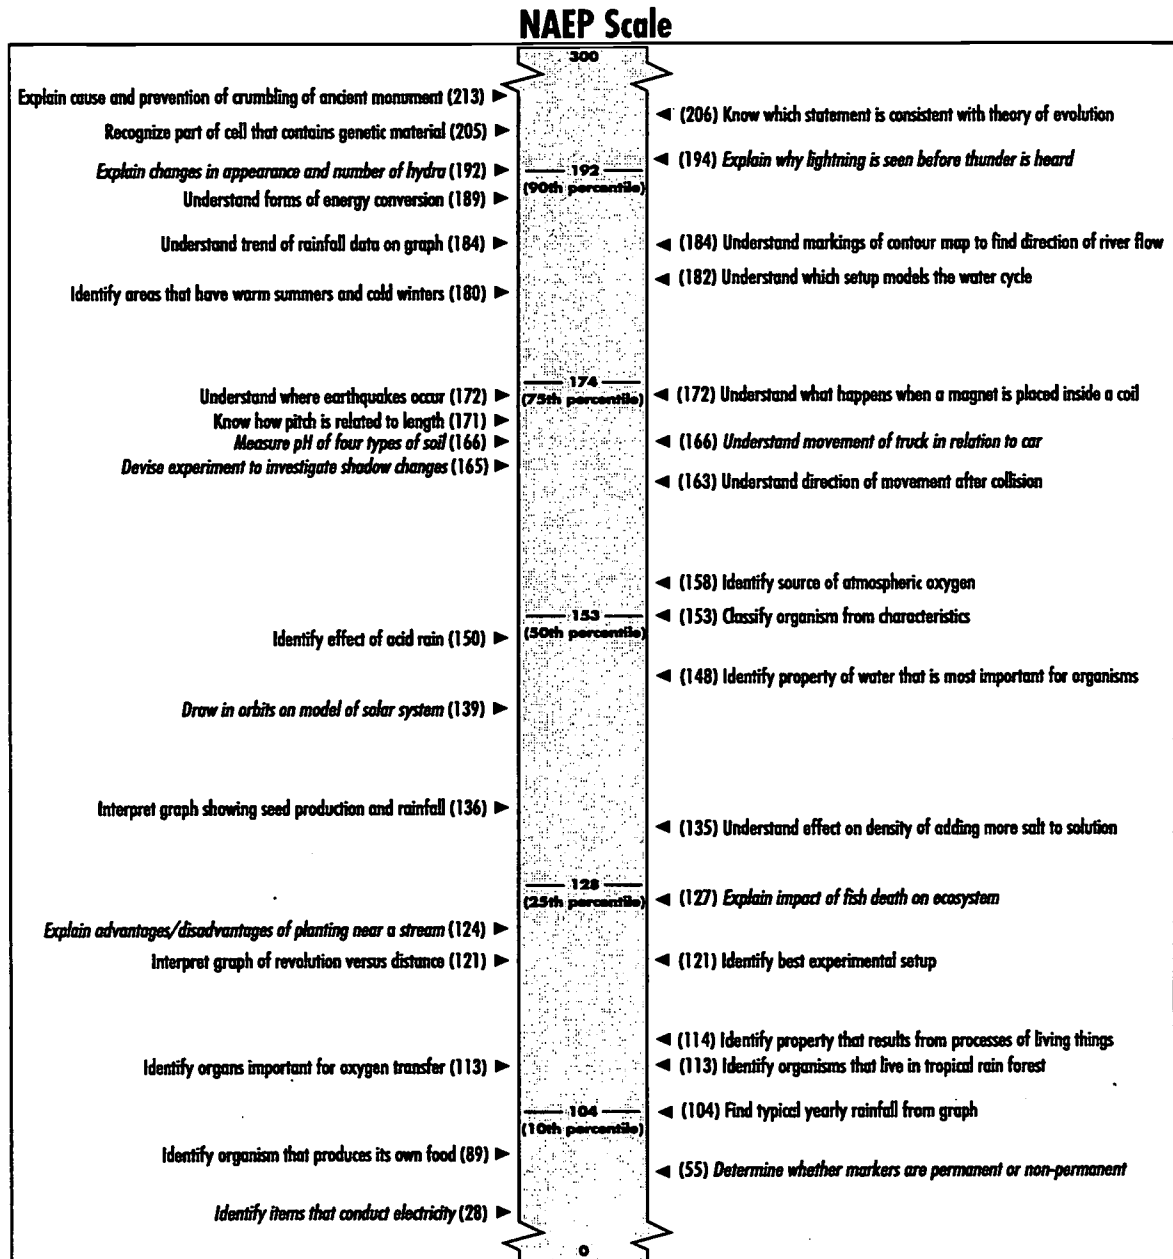 NAEP Scale
300
Explain cause and prevention of crumbling of ancient monument (213) ►
◄ (206) Know which statement is consistent with theory of evolution
Recognize part of cell that contains genetic material (205) ►
◄ (194) Explain why lightning is seen before thunder is heard
Explain changes in appearance and number of hydra (192) ►
192
(90th percentile)
Understand forms of energy conversion (189) ►
Understand trend of rainfall data on graph (184) ►
◄ (184) Understand markings of contour map to find direction of river flow
◄ (182) Understand which setup models the water cycle
Identify areas that have warm summers and cold winters (180) ►
174
(75th percentile)
Understand where earthquakes occur (172) ►
◄ (172) Understand what happens when a magnet is placed inside a coil
Know how pitch is related to length (171) ►
Measure pH of four types of soil (166) ►
◄ (166) Understand movement of truck in relation to car
Devise experiment to investigate shadow changes (165) ►
◄ (163) Understand direction of movement after collision
◄ (158) Identify source of atmospheric oxygen
153
(50th percentile)
◄ (153) Classify organism from characteristics
Identify effect of acid rain (150) ►
◄ (148) Identify property of water that is most important for organisms
Draw in orbits on model of solar system (139) ►
Interpret graph showing seed production and rainfall (136) ►
◄ (135) Understand effect on density of adding more salt to solution
128
(25th percentile)
◄ (127) Explain impact of fish death on ecosystem
Explain advantages/disadvantages of planting near a stream (124) ►
Interpret graph of revolution versus distance (121) ►
◄ (121) Identify best experimental setup
◄ (114) Identify property that results from processes of living things
Identify organs important for oxygen transfer (113) ►
◄ (113) Identify organisms that live in tropical rain forest
104
(10th percentile)
◄ (104) Find typical yearly rainfall from graph
Identify organism that produces its own food (89) ►
◄ (55) Determine whether markers are permanent or non-permanent
Identify items that conduct electricity (28) ►
0